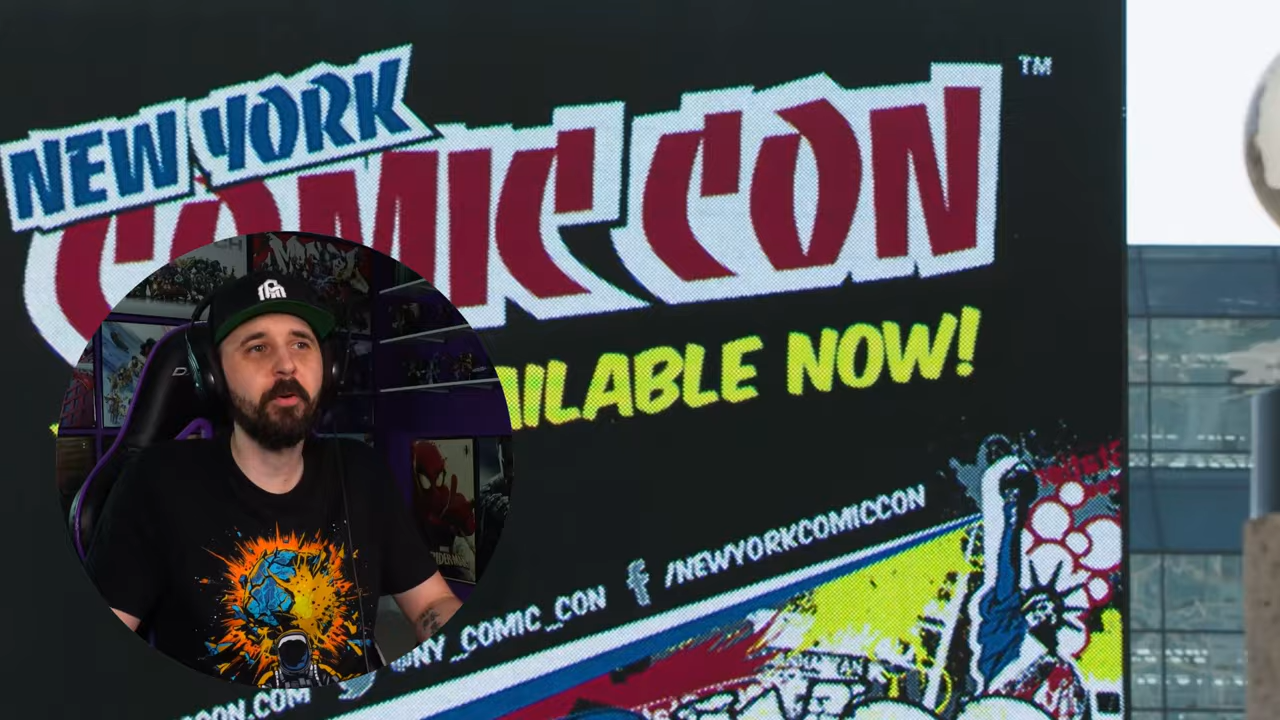 NEW YORK
COMIC CON ™
AILABLE NOW!
/NEWYORKCOMICCON
@NY_COMIC_CON
CON.COM